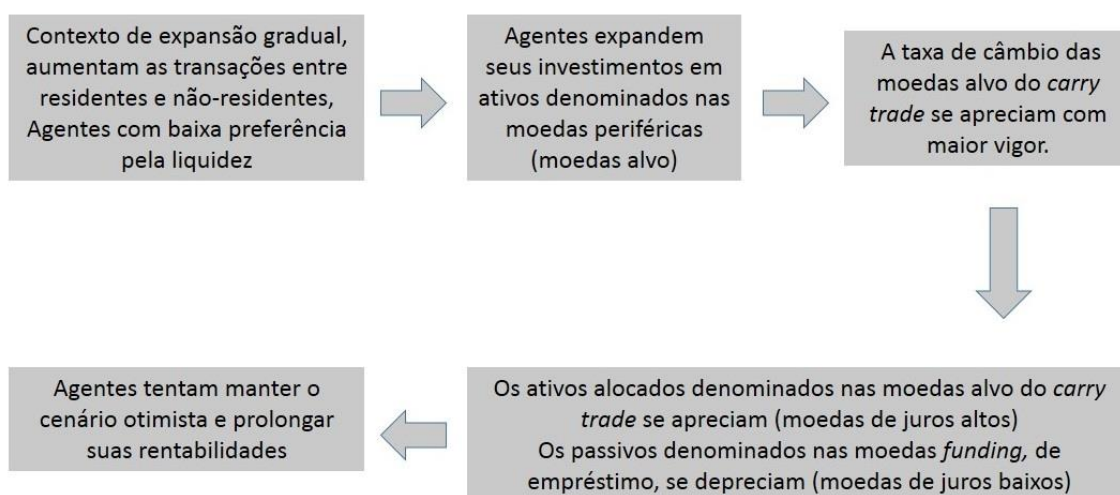 Contexto de expansão gradual,
aumentam as transações entre
residentes e não-residentes,
Agentes com baixa preferência
pela liquidez
Agentes expandem
seus investimentos em
ativos denominados nas
moedas periféricas
(moedas alvo)
A taxa de câmbio das
moedas alvo do carry
trade se apreciam com
maior vigor.
Os ativos alocados denominados nas moedas alvo do carry
trade se apreciam (moedas de juros altos)
Os passivos denominados nas moedas funding, de
empréstimo, se depreciam (moedas de juros baixos)
Agentes tentam manter o
cenário otimista e prolongar
suas rentabilidades